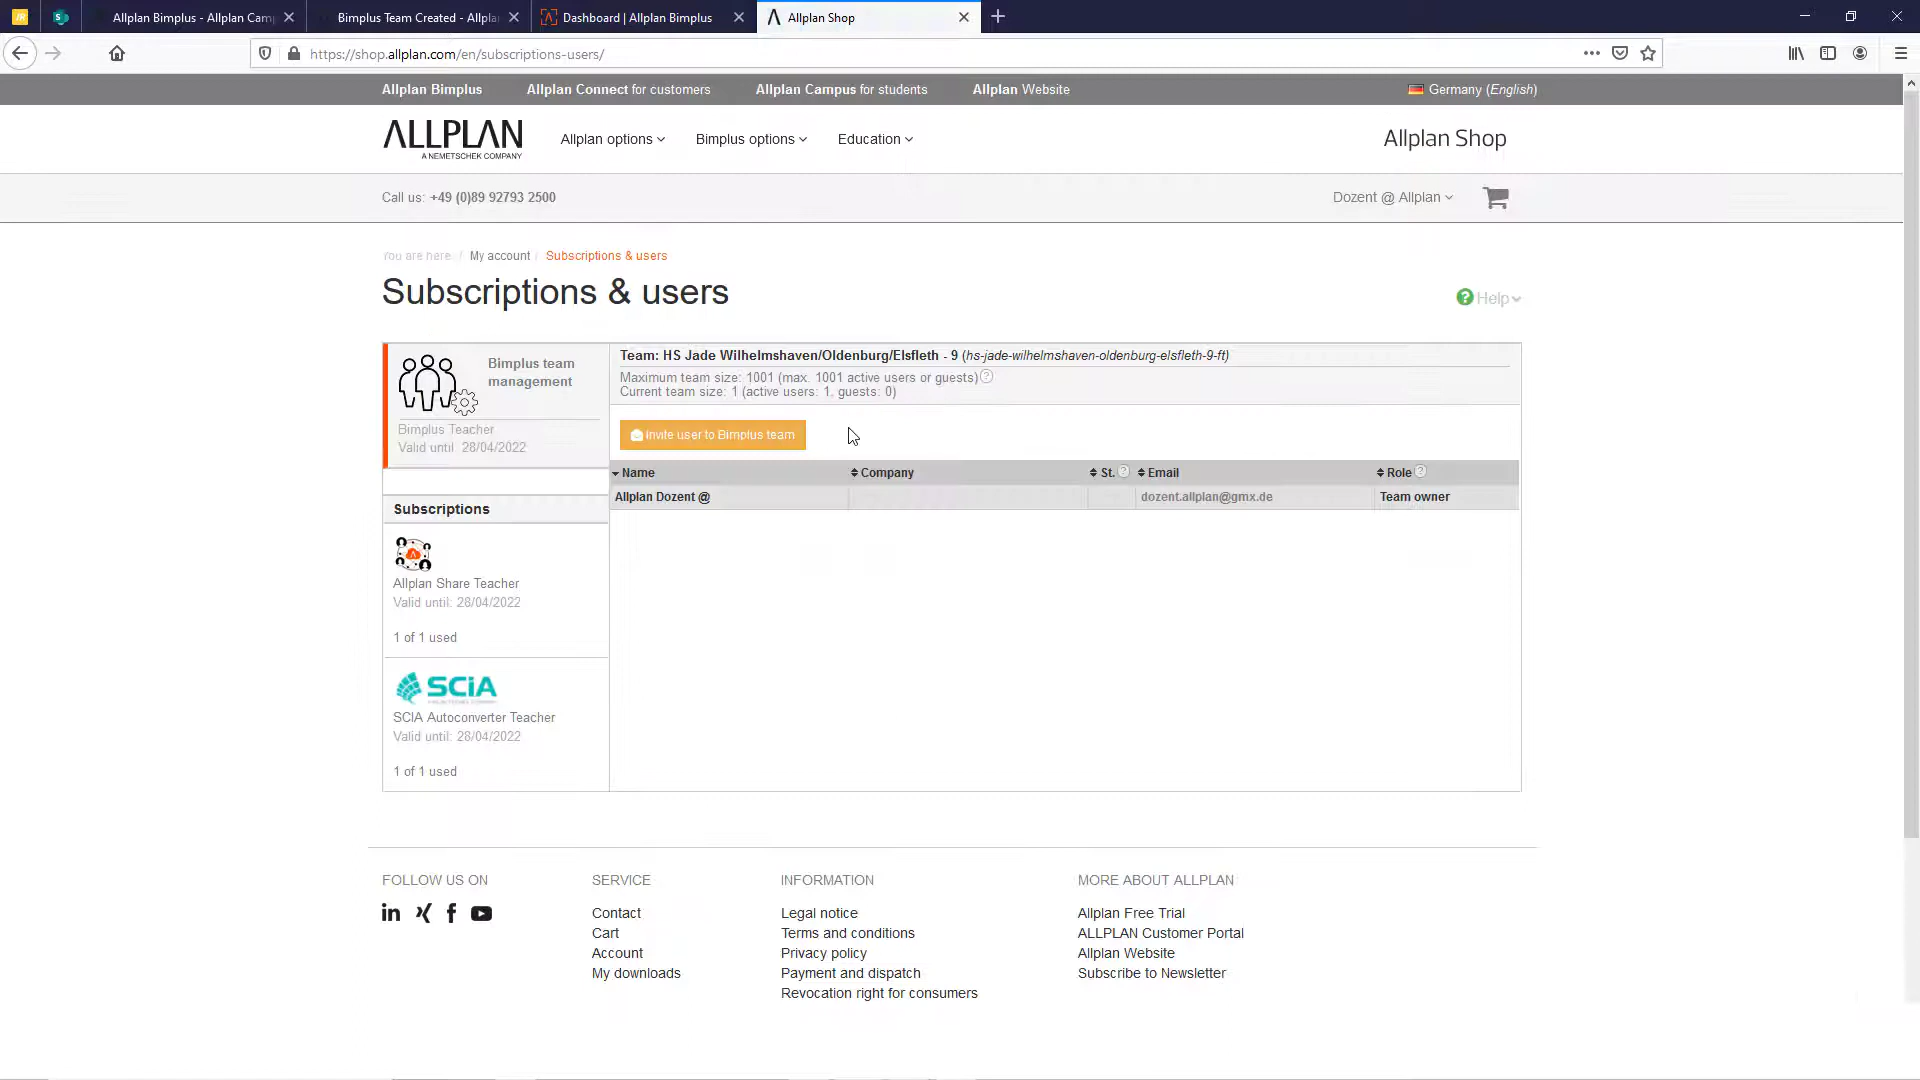 Allplan Bimplus - Allplan Cam
Bimplus Team Created - Allpla
Dashboard | Allplan Bimplus
Allplan Shop
https://shop.allplan.com/en/subscriptions-users/
Allplan Bimplus
Allplan Connect for customers
Allplan Campus for students
Allplan Website
Germany (English)
ALLPLAN
A NEMETSCHEK COMPANY
Allplan options
Bimplus options
Education
Allplan Shop
Call us: +49 (0)89 92793 2500
Dozent @ Allplan
You are here: / My account / Subscriptions & users
Subscriptions & users
Help
Bimplus team
management
Bimplus Teacher
Valid until: 28/04/2022
Team: HS Jade Wilhelmshaven/Oldenburg/Elsfleth - 9 (hs-jade-wilhelmshaven-oldenburg-elsfleth-9-ft)
Maximum team size: 1001 (max. 1001 active users or guests)
Current team size: 1 (active users: 1, guests: 0)
Invite user to Bimplus team
Name
Company
St.
Email
Role
Allplan Dozent @
dozent.allplan@gmx.de
Team owner
Subscriptions
Allplan Share Teacher
Valid until: 28/04/2022
1 of 1 used
SCIA
SCIA Autoconverter Teacher
Valid until: 28/04/2022
1 of 1 used
FOLLOW US ON
SERVICE
Contact
Cart
Account
My downloads
INFORMATION
Legal notice
Terms and conditions
Privacy policy
Payment and dispatch
Revocation right for consumers
MORE ABOUT ALLPLAN
Allplan Free Trial
ALLPLAN Customer Portal
Allplan Website
Subscribe to Newsletter